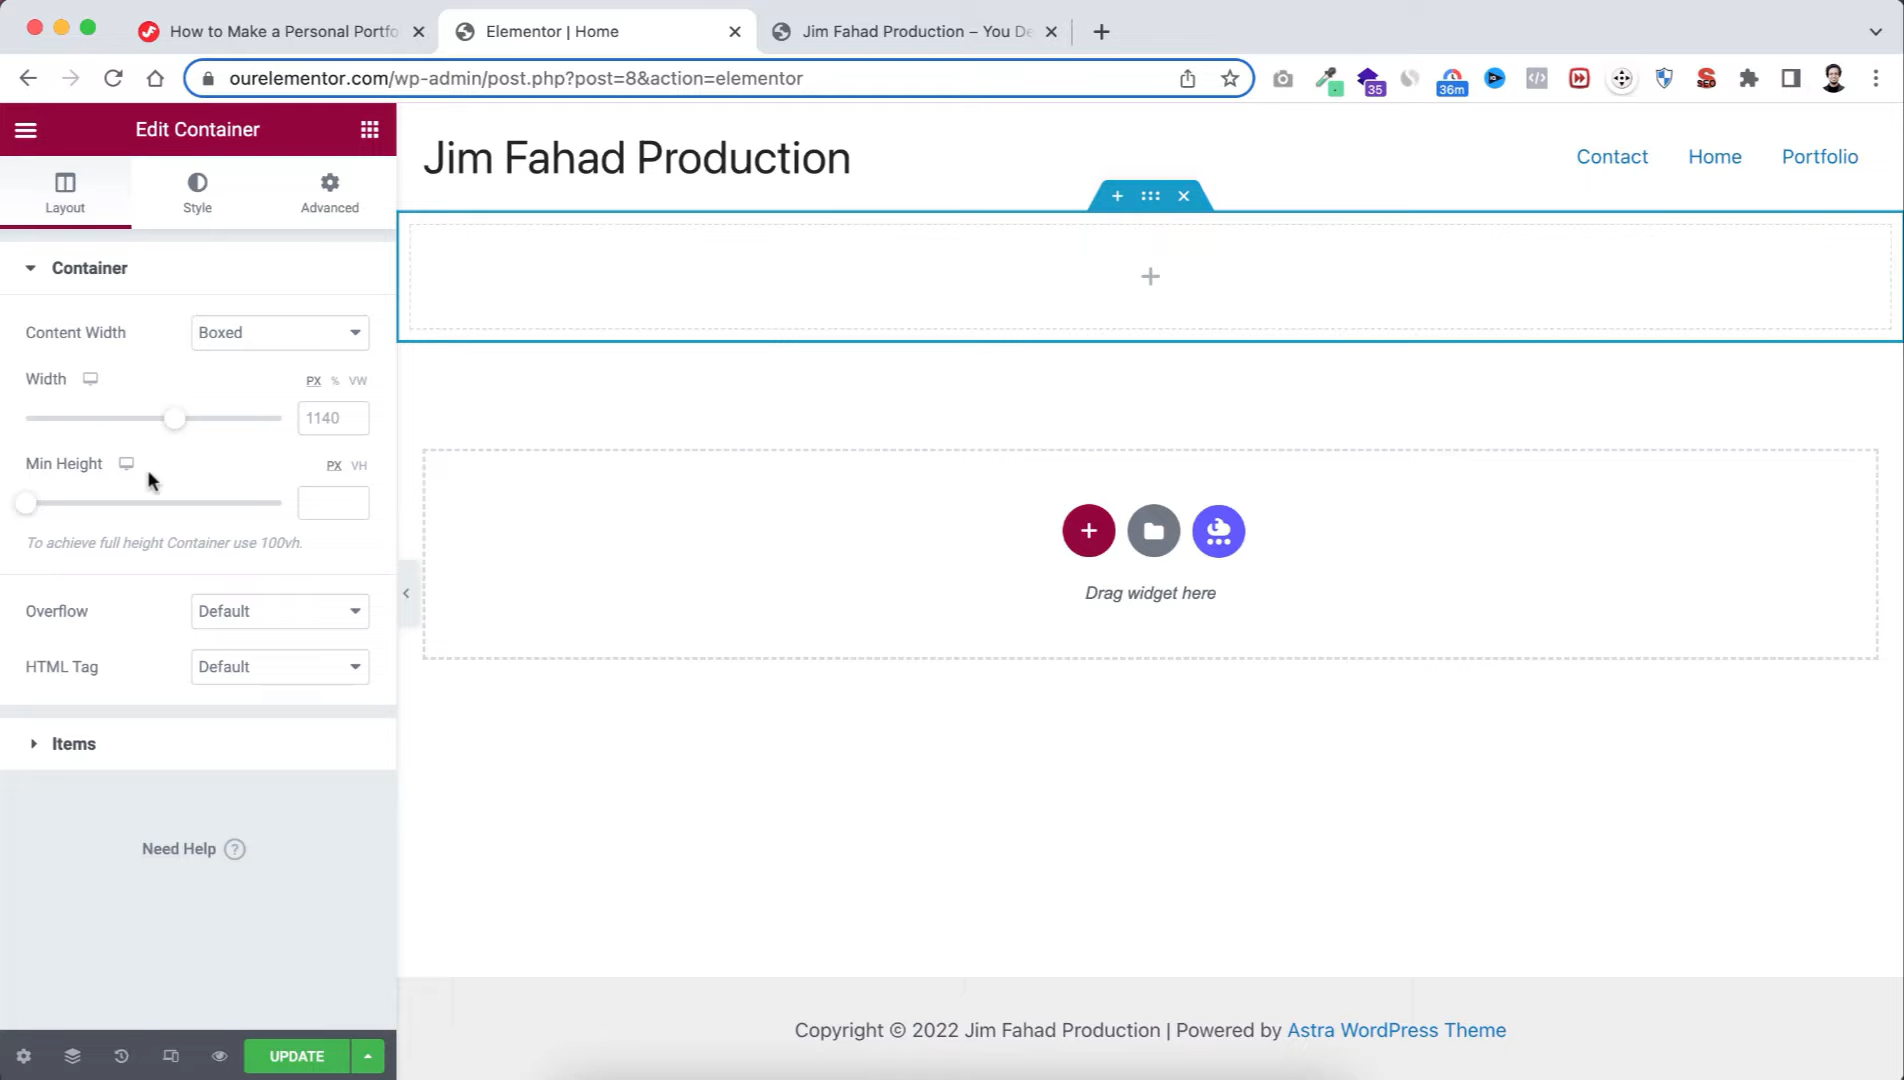 How to Make a Personal Portfo
Elementor | Home
Jim Fahad Production – You De
ourelementor.com/wp-admin/post.php?post=8&action=elementor
35
36m
SEO
Edit Container
Layout
Style
Advanced
Container
Content Width
Boxed
Width
PX % VW
1140
Min Height
PX VH
To achieve full height Container use 100vh.
Overflow
Default
HTML Tag
Default
Items
Need Help
UPDATE
Jim Fahad Production
Contact
Home
Portfolio
Drag widget here
Copyright © 2022 Jim Fahad Production | Powered by Astra WordPress Theme